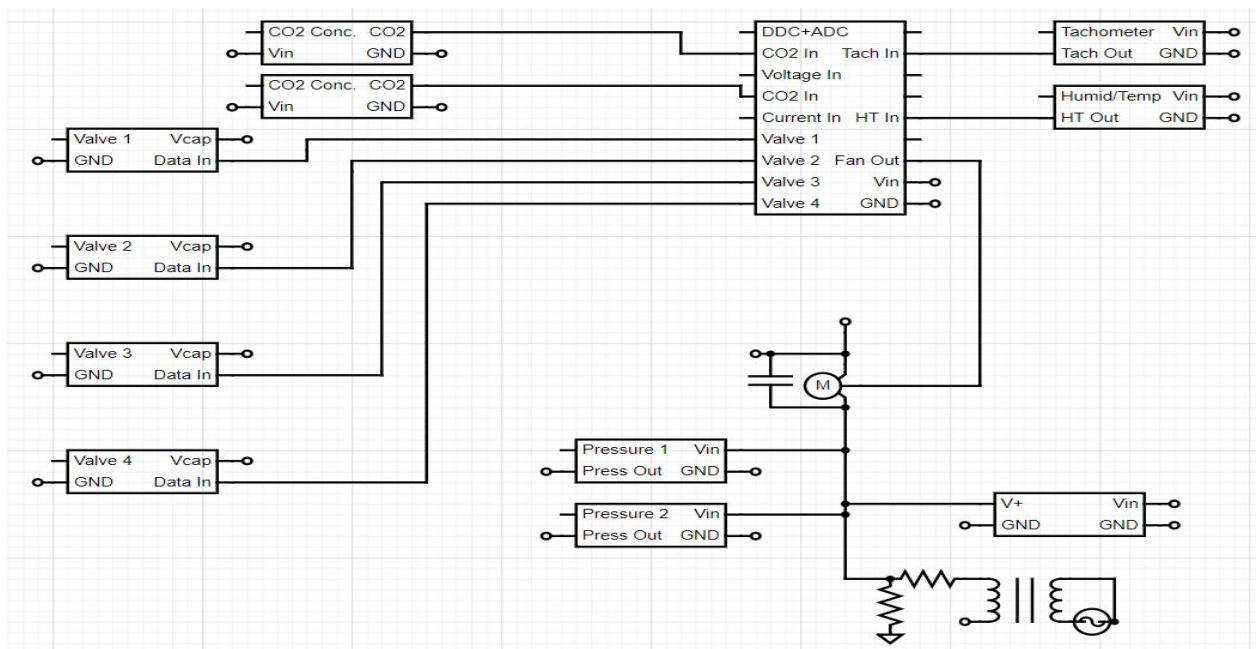 CO2 Conc. CO2
Vin GND
CO2 Conc. CO2
Vin GND
DDC+ADC
CO2 In Tach In
Voltage In
CO2 In
Current In HT In
Valve 1
Valve 2 Fan Out
Valve 3 Vin
Valve 4 GND
Tachometer Vin
Tach Out GND
Humid/Temp Vin
HT Out GND
Valve 1 Vcap
GND Data In
Valve 2 Vcap
GND Data In
Valve 3 Vcap
GND Data In
Valve 4 Vcap
GND Data In
M
Pressure 1 Vin
Press Out GND
Pressure 2 Vin
Press Out GND
V+ Vin
GND GND